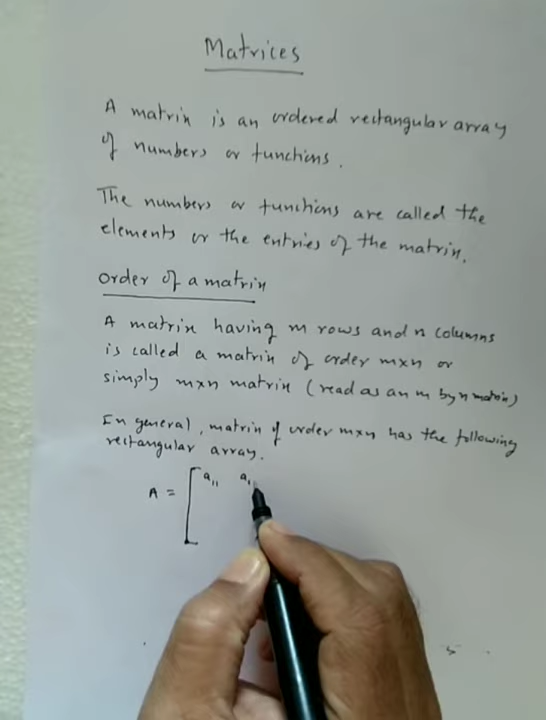 Matrices
A matrix is an ordered rectangular array
of numbers or functions.
The numbers or functions are called the
elements or the entries of the matrix.
Order of a matrix
A matrix having m rows and n columns
is called a matrix of order m×n or
simply m×n matrix (read as an m by n matrix)
In general, matrix of order m×n has the following
rectangular array.
A = [ a₁₁ a₁